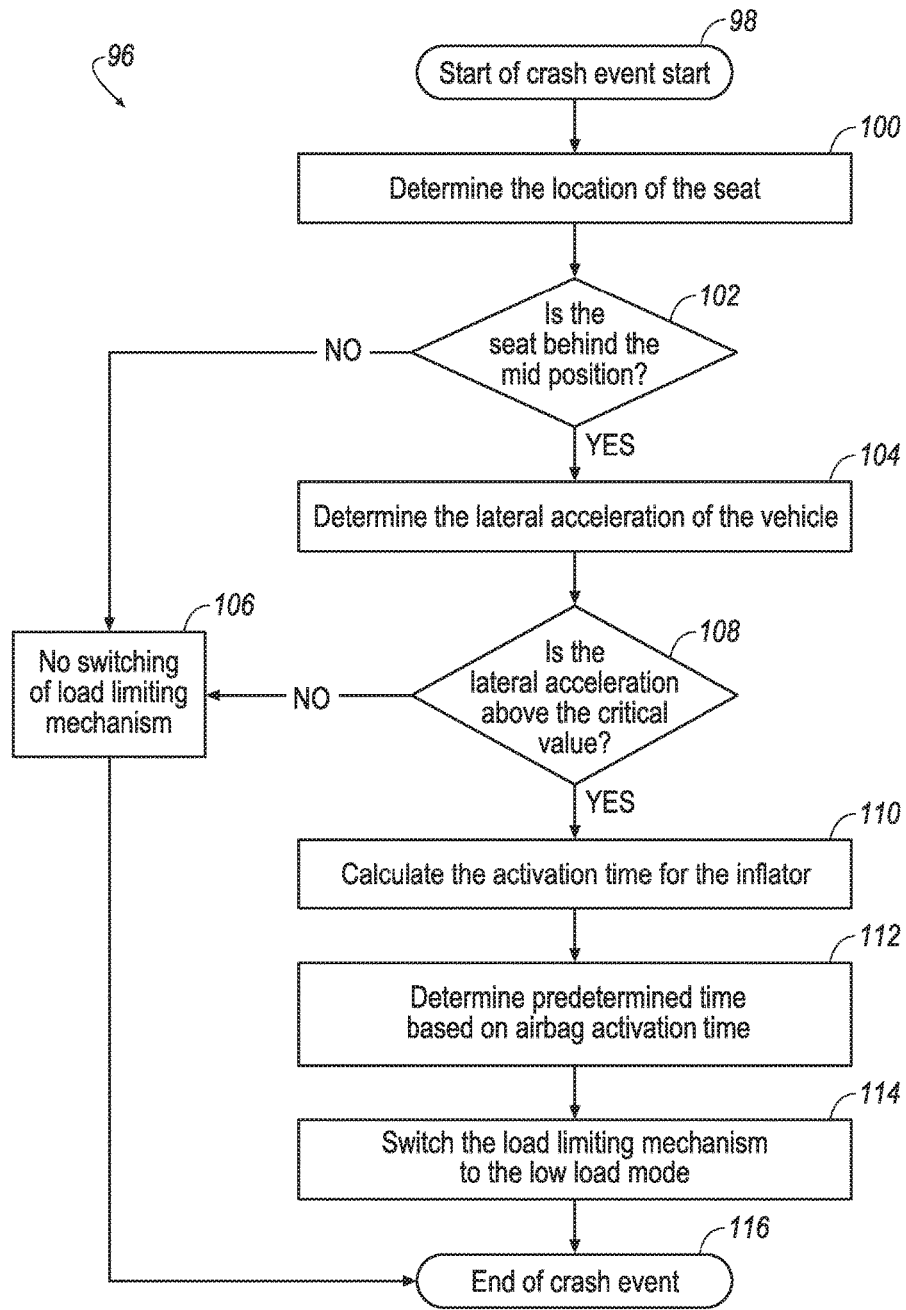 96
98
Start of crash event start
100
Determine the location of the seat
102
Is the
seat behind the
mid position?
NO
YES
104
Determine the lateral acceleration of the vehicle
106
No switching
of load limiting
mechanism
108
Is the
lateral acceleration
above the critical
value?
NO
YES
110
Calculate the activation time for the inflator
112
Determine predetermined time
based on airbag activation time
114
Switch the load limiting mechanism
to the low load mode
116
End of crash event